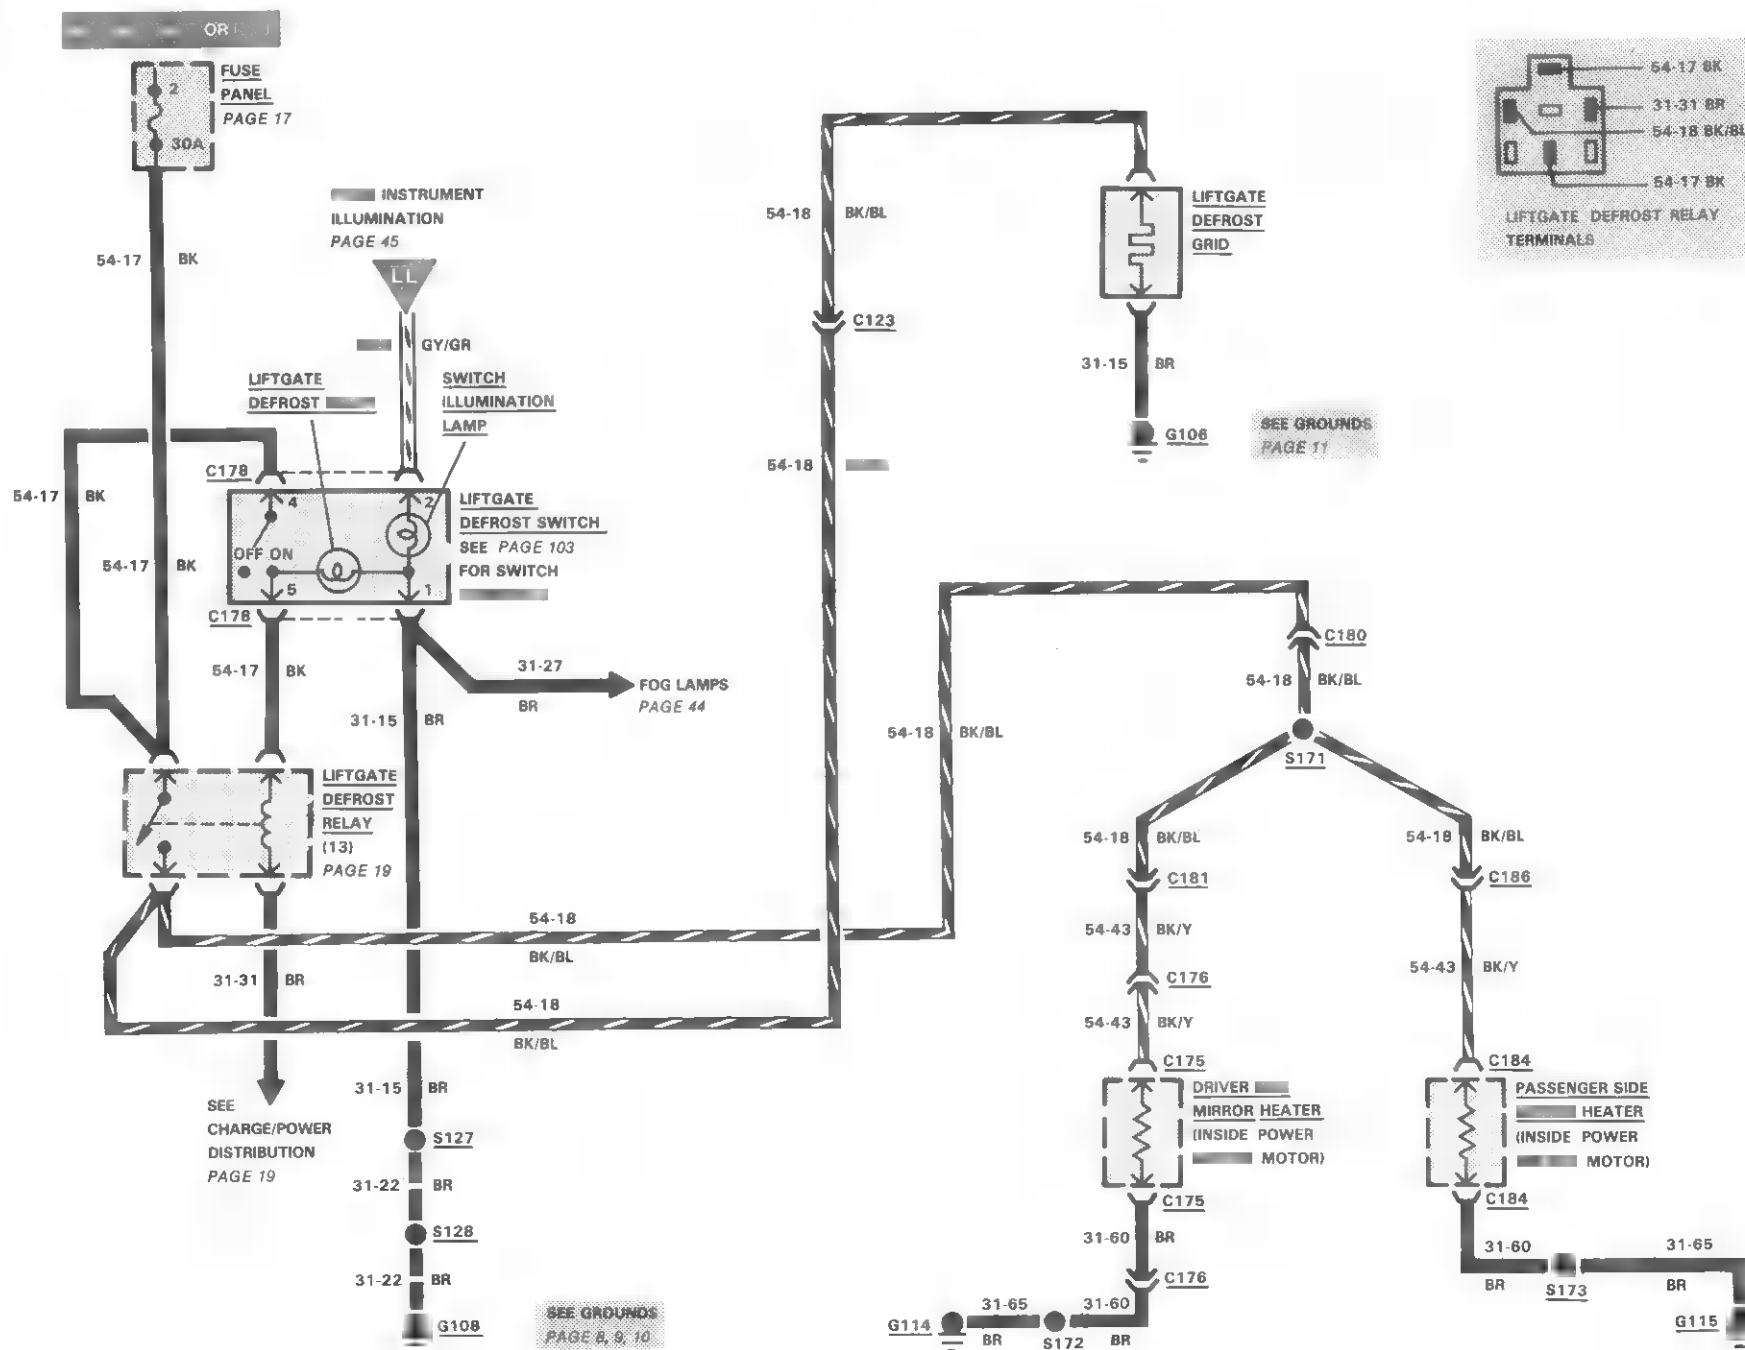 OR
FUSE
PANEL
PAGE 17
2
30A
54-17 BK
INSTRUMENT
ILLUMINATION
PAGE 45
LL
GY/GR
LIFTGATE
DEFROST
SWITCH
ILLUMINATION
LAMP
54-17 BK
C178
4
2
OFF ON
5
1
LIFTGATE
DEFROST SWITCH
SEE PAGE 103
FOR SWITCH
54-17 BK
C178
54-17 BK
31-27
BR
FOG LAMPS
PAGE 44
31-15 BR
LIFTGATE
DEFROST
RELAY
(13)
PAGE 19
54-18
BK/BL
31-31 BR
54-18
BK/BL
SEE
CHARGE/POWER
DISTRIBUTION
PAGE 19
31-15 BR
S127
31-22 BR
S128
31-22 BR
G108
SEE GROUNDS
PAGE 8, 9, 10
54-18 BK/BL
C123
54-18
LIFTGATE
DEFROST
GRID
31-15 BR
G106
SEE GROUNDS
PAGE 11
54-17 BK
31-31 BR
54-18 BK/BL
54-17 BK
LIFTGATE DEFROST RELAY
TERMINALS
C180
54-18 BK/BL
54-18 BK/BL
S171
54-18 BK/BL
C181
54-43 BK/Y
C176
54-43 BK/Y
C175
DRIVER
MIRROR HEATER
(INSIDE POWER
MOTOR)
C175
31-60 BR
C176
31-60
BR
S172
31-65
BR
G114
54-18 BK/BL
C186
54-43 BK/Y
C184
PASSENGER SIDE
HEATER
(INSIDE POWER
MOTOR)
C184
31-60
BR
S173
31-65
BR
G115